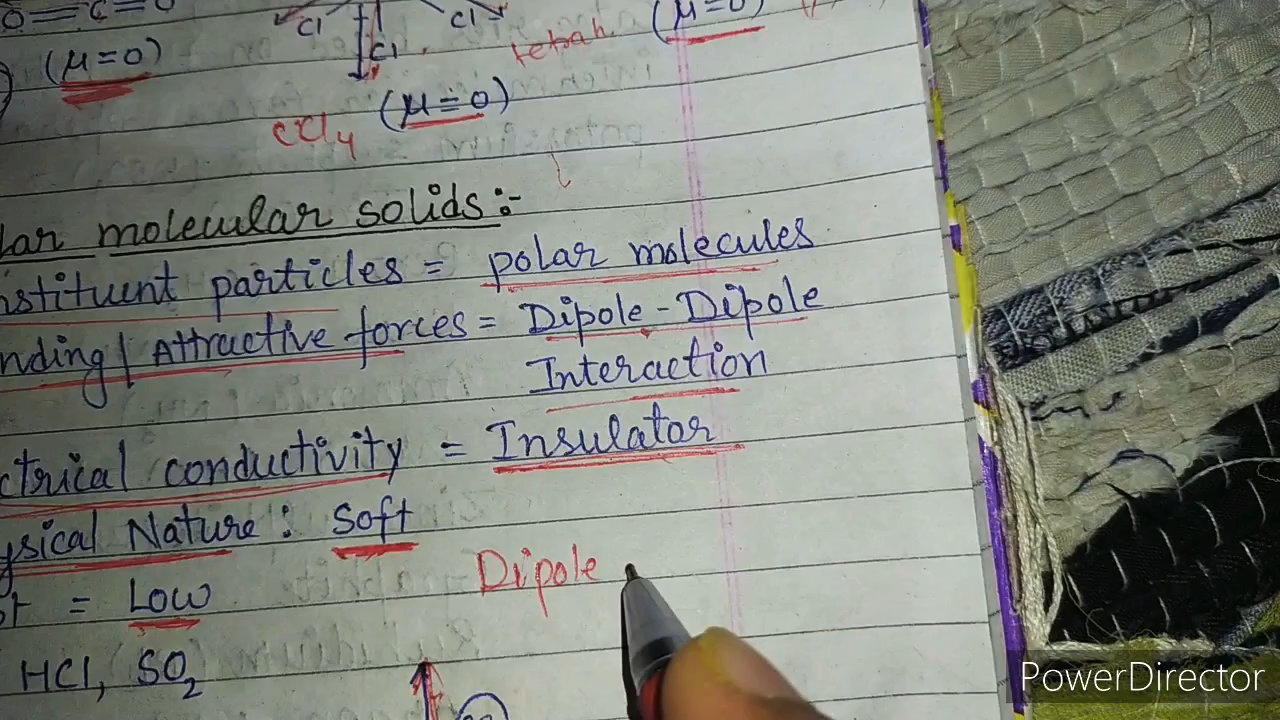 O=C=O
Cl
Cl
Cl
(μ=0)
tetrah.
(μ=0)
(μ=0)
CCl4
lar molecular solids:-
nstituent particles = polar molecules
nding/ Attractive forces = Dipole-Dipole
Interaction
ctrical conductivity = Insulator
ysical Nature: Soft
Dipole
= Low
HCl, SO2
PowerDirector